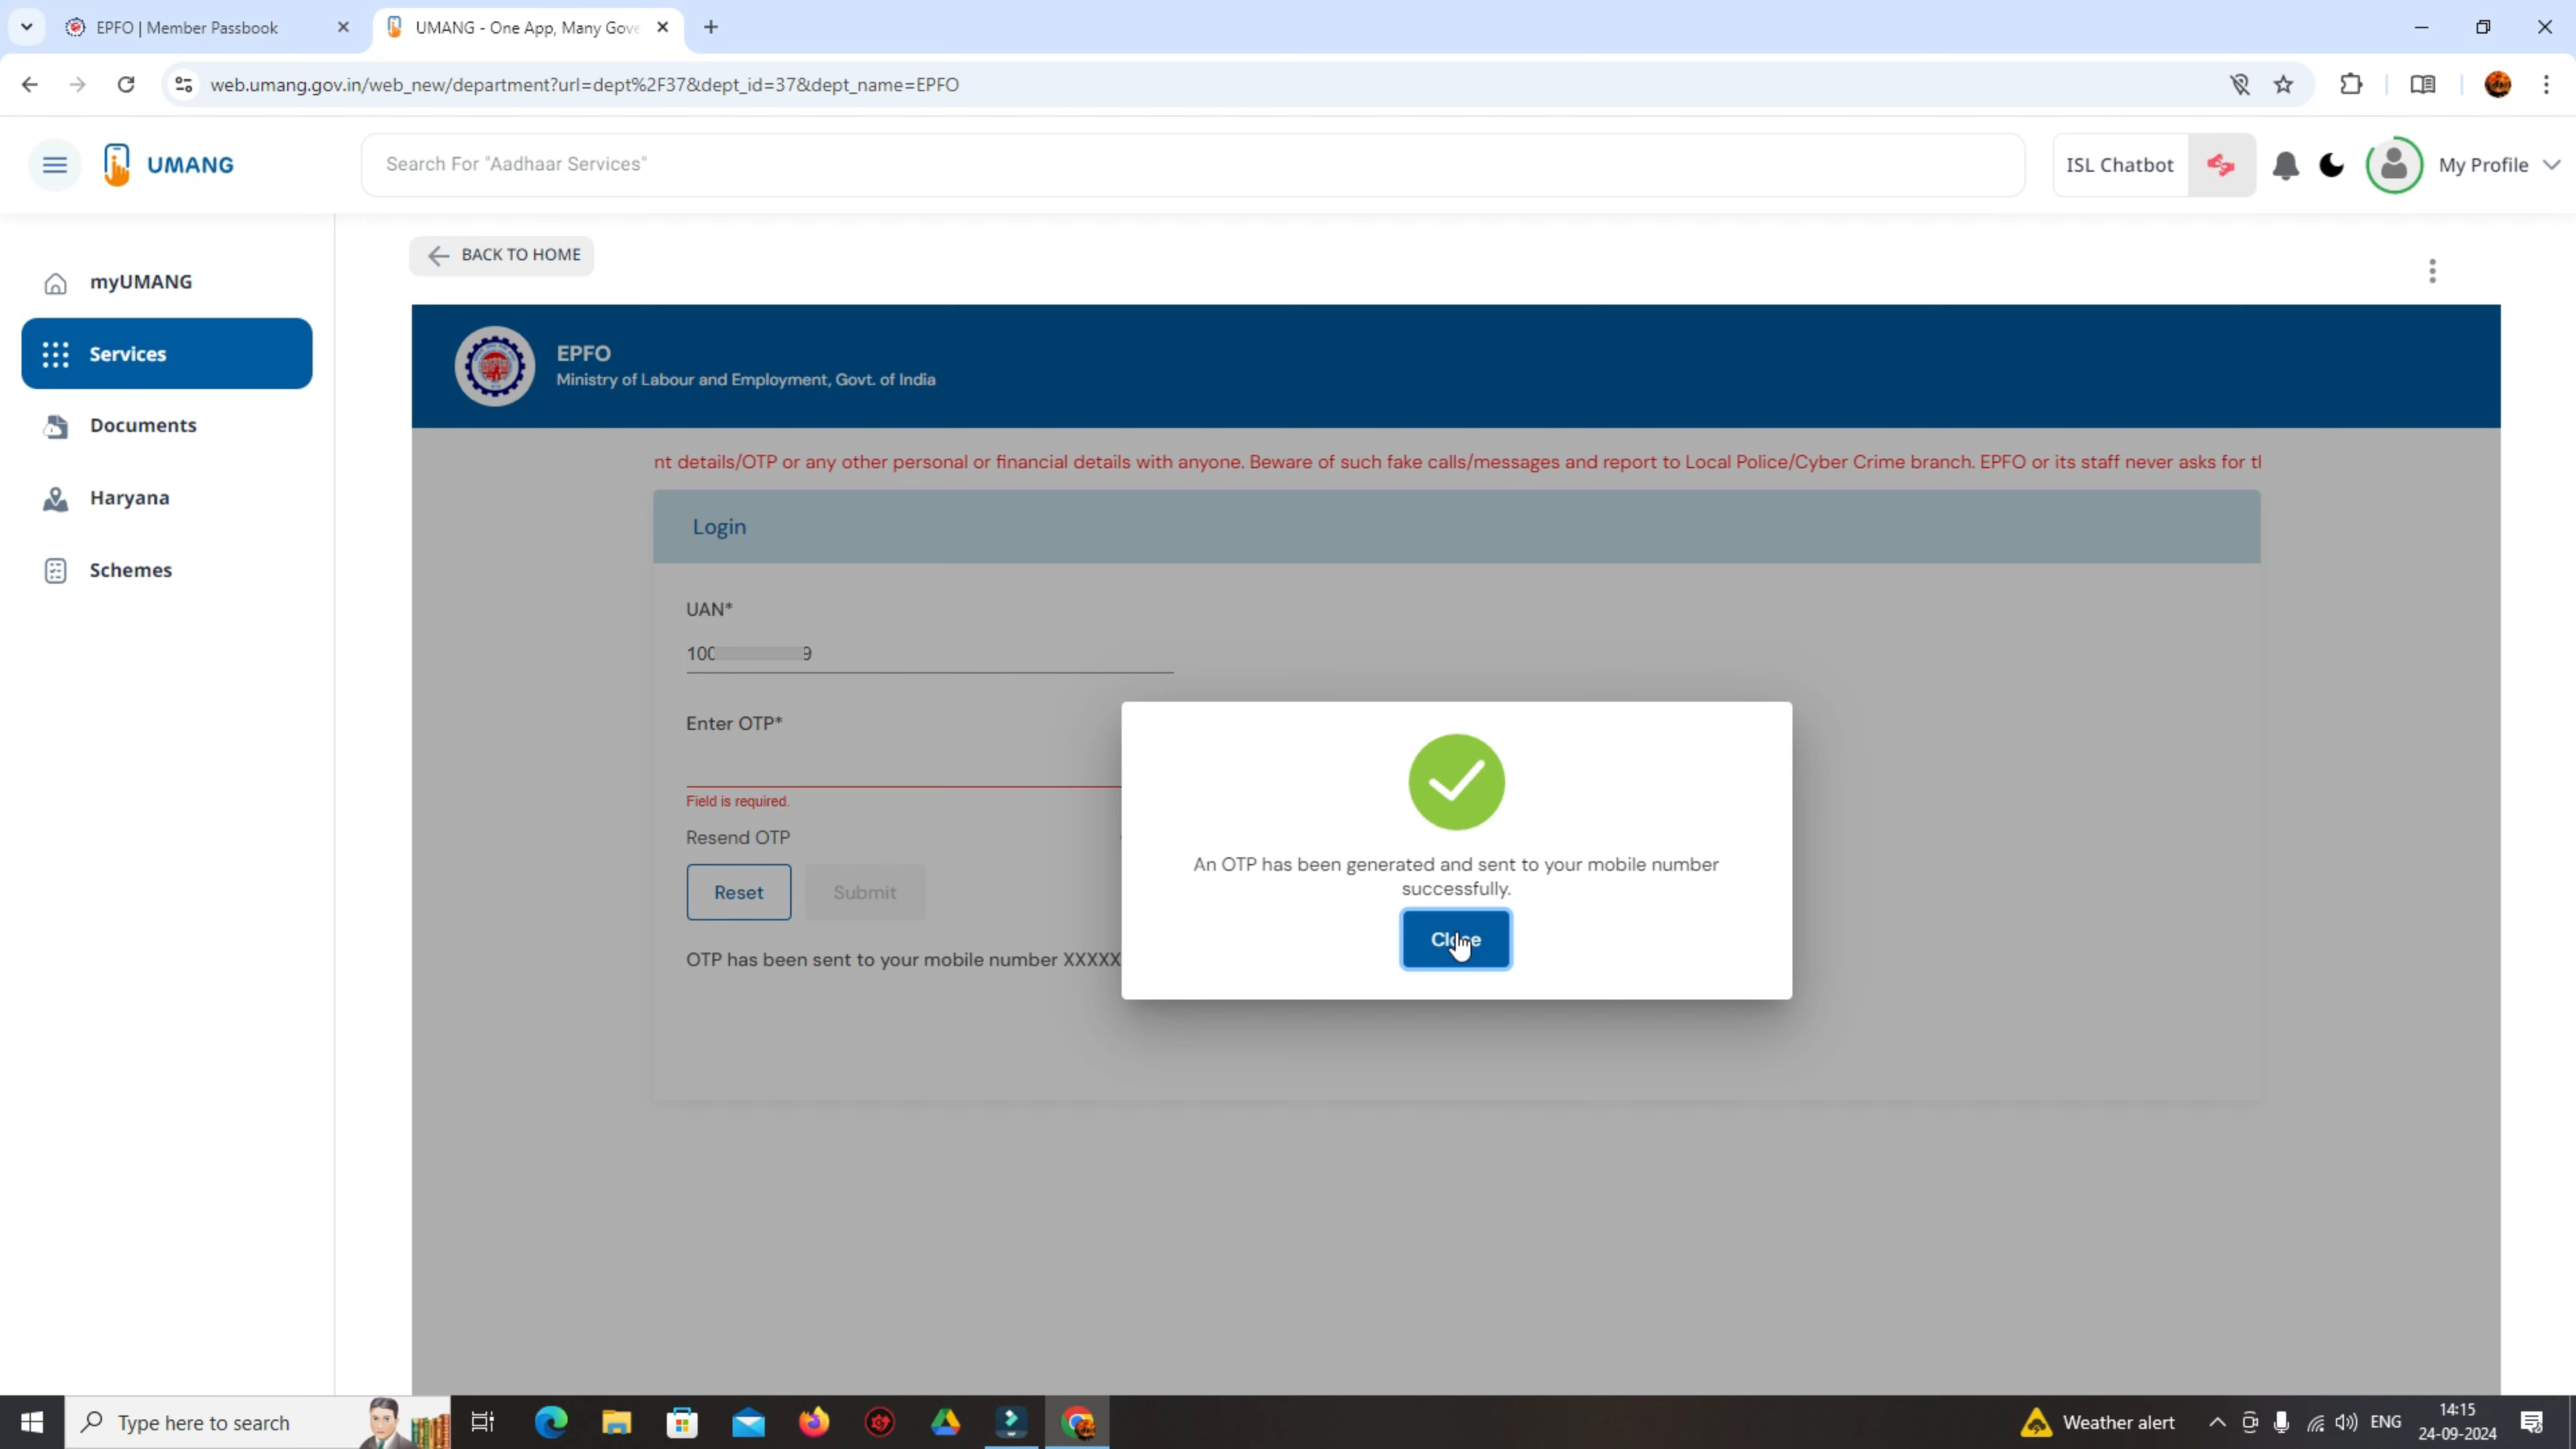 EPFO | Member Passbook
UMANG - One App, Many Gove
web.umang.gov.in/web_new/department?url=dept%2F37&dept_id=37&dept_name=EPFO
UMANG
Search For "Aadhaar Services"
ISL Chatbot
My Profile
BACK TO HOME
myUMANG
Services
Documents
Haryana
Schemes
EPFO
Ministry of Labour and Employment, Govt. of India
nt details/OTP or any other personal or financial details with anyone. Beware of such fake calls/messages and report to Local Police/Cyber Crime branch. EPFO or its staff never asks for tl
Login
UAN*
100 9
Enter OTP*
Field is required.
Resend OTP
Reset
Submit
OTP has been sent to your mobile number XXXXX
An OTP has been generated and sent to your mobile number
successfully.
Close
Type here to search
Weather alert
ENG
14:15
24-09-2024